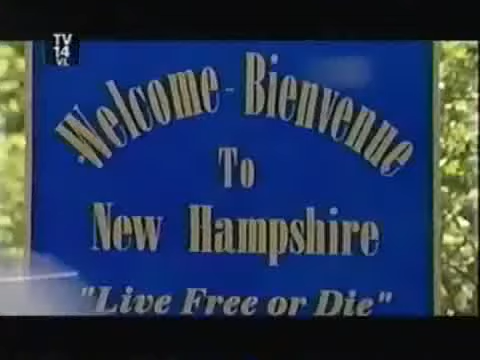 TV
14
VL
Welcome - Bienvenue
To
New Hampshire
"Live Free or Die"